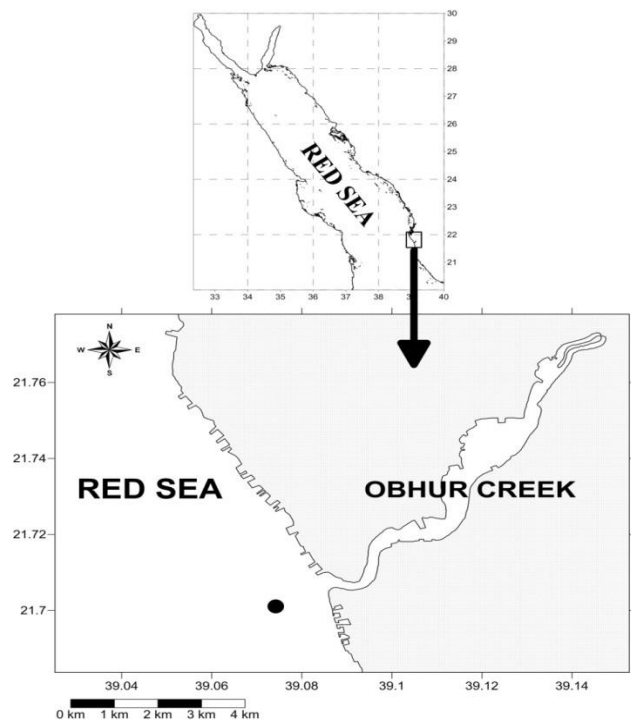 30
29
28
27
26
25
24
23
22
21
RED SEA
33 34 35 36 37 38 39 40
N
W E
S
21.76
21.74
RED SEA OBHUR CREEK
21.72
21.7
39.04 39.06 39.08 39.1 39.12 39.14
0 km 1 km 2 km 3 km 4 km